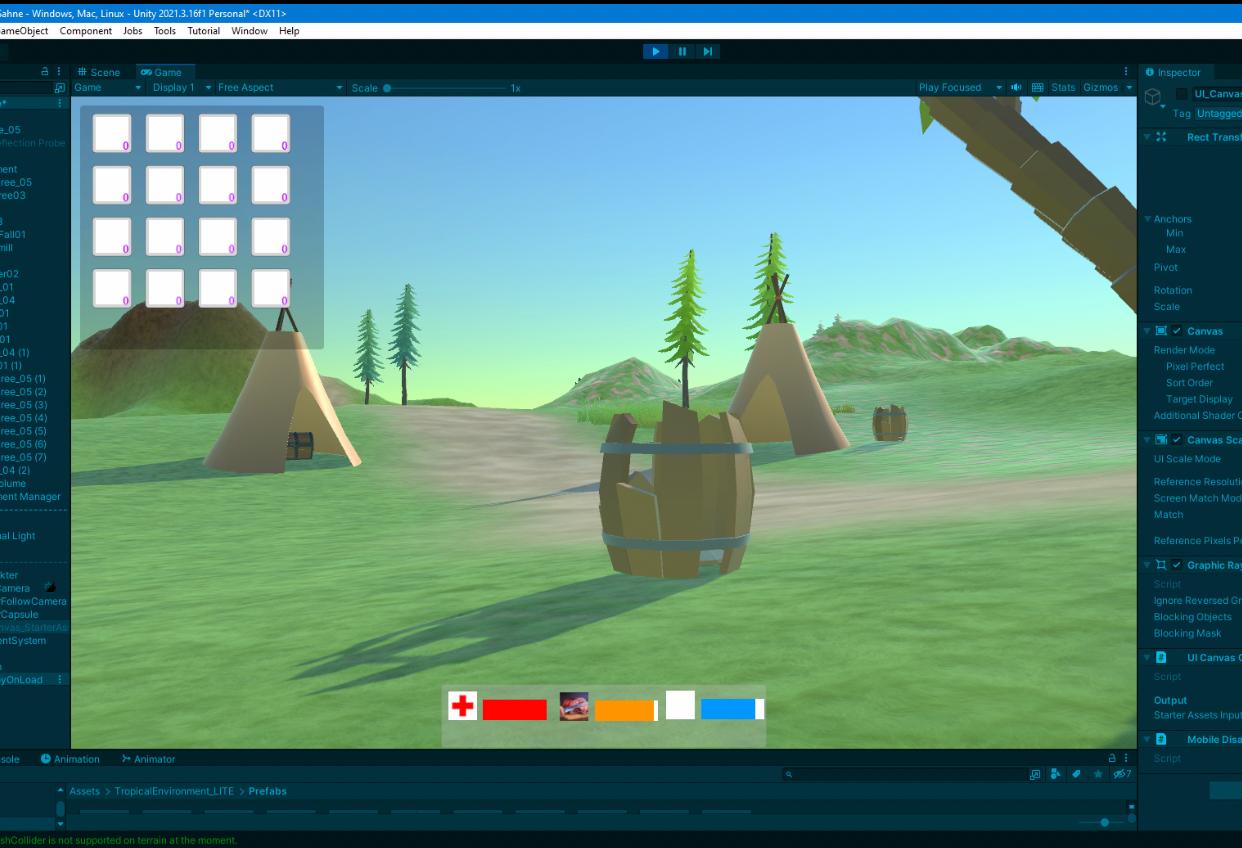 Sahne - Windows, Mac, Linux - Unity 2021.3.16f1 Personal* <DX11>
ameObject Component Jobs Tools Tutorial Window Help
Scene Game
Inspector
Game Display 1 Free Aspect Scale 1x Play Focused Stats Gizmos
UI_Canvas
Tag Untagged
e_05
eflection Probe
Rect Transf
ment
ree_05
ree03
3
Fall01
mill
er02
_01
_04
01
01
01
_04 (1)
01 (1)
ree_05 (1)
ree_05 (2)
ree_05 (3)
ree_05 (4)
ree_05 (5)
ree_05 (6)
ree_05 (7)
_04 (2)
olume
ment Manager
al Light
kter
Camera
rFollowCamera
rCapsule
nvas_StarterAs
entSystem
n
yOnLoad
0 0 0 0
0 0 0 0
0 0 0 0
0 0 0 0
Anchors
Min
Max
Pivot
Rotation
Scale
Canvas
Render Mode
Pixel Perfect
Sort Order
Target Display
Additional Shader C
Canvas Sca
UI Scale Mode
Reference Resoluti
Screen Match Mod
Match
Reference Pixels Pe
Graphic Ray
Script
Ignore Reversed Gr
Blocking Objects
Blocking Mask
UI Canvas C
Script
Output
Starter Assets Input
Mobile Disa
Script
sole Animation Animator
7
Assets > TropicalEnvironment_LITE > Prefabs
shCollider is not supported on terrain at the moment.